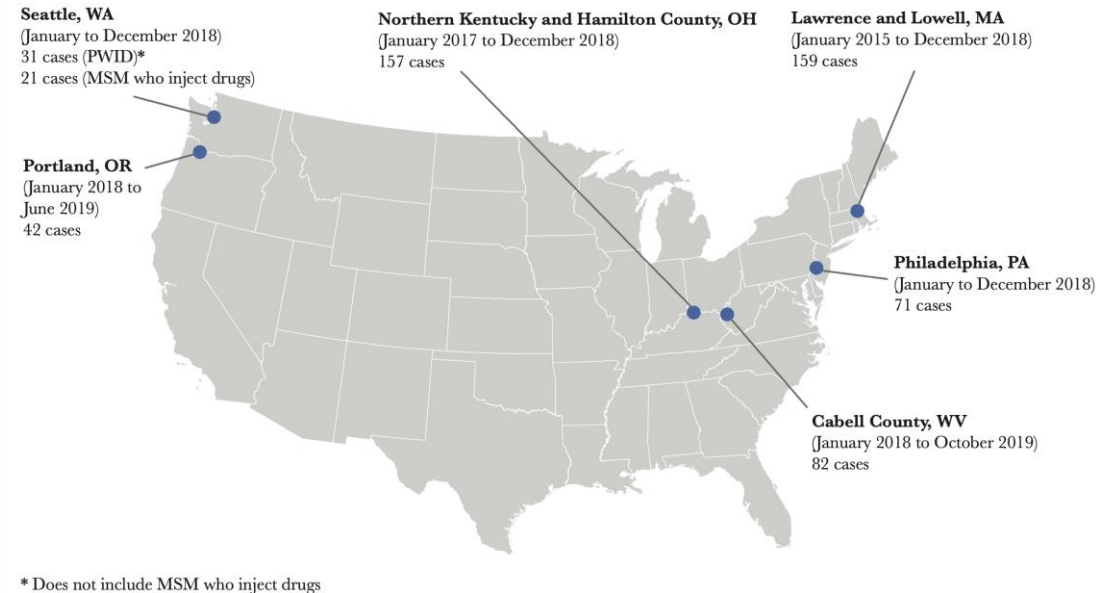 Seattle, WA
(January to December 2018)
31 cases (PWID)*
21 cases (MSM who inject drugs)
Northern Kentucky and Hamilton County, OH
(January 2017 to December 2018)
157 cases
Lawrence and Lowell, MA
(January 2015 to December 2018)
159 cases
Portland, OR
(January 2018 to
June 2019)
42 cases
Philadelphia, PA
(January to December 2018)
71 cases
Cabell County, WV
(January 2018 to October 2019)
82 cases
* Does not include MSM who inject drugs